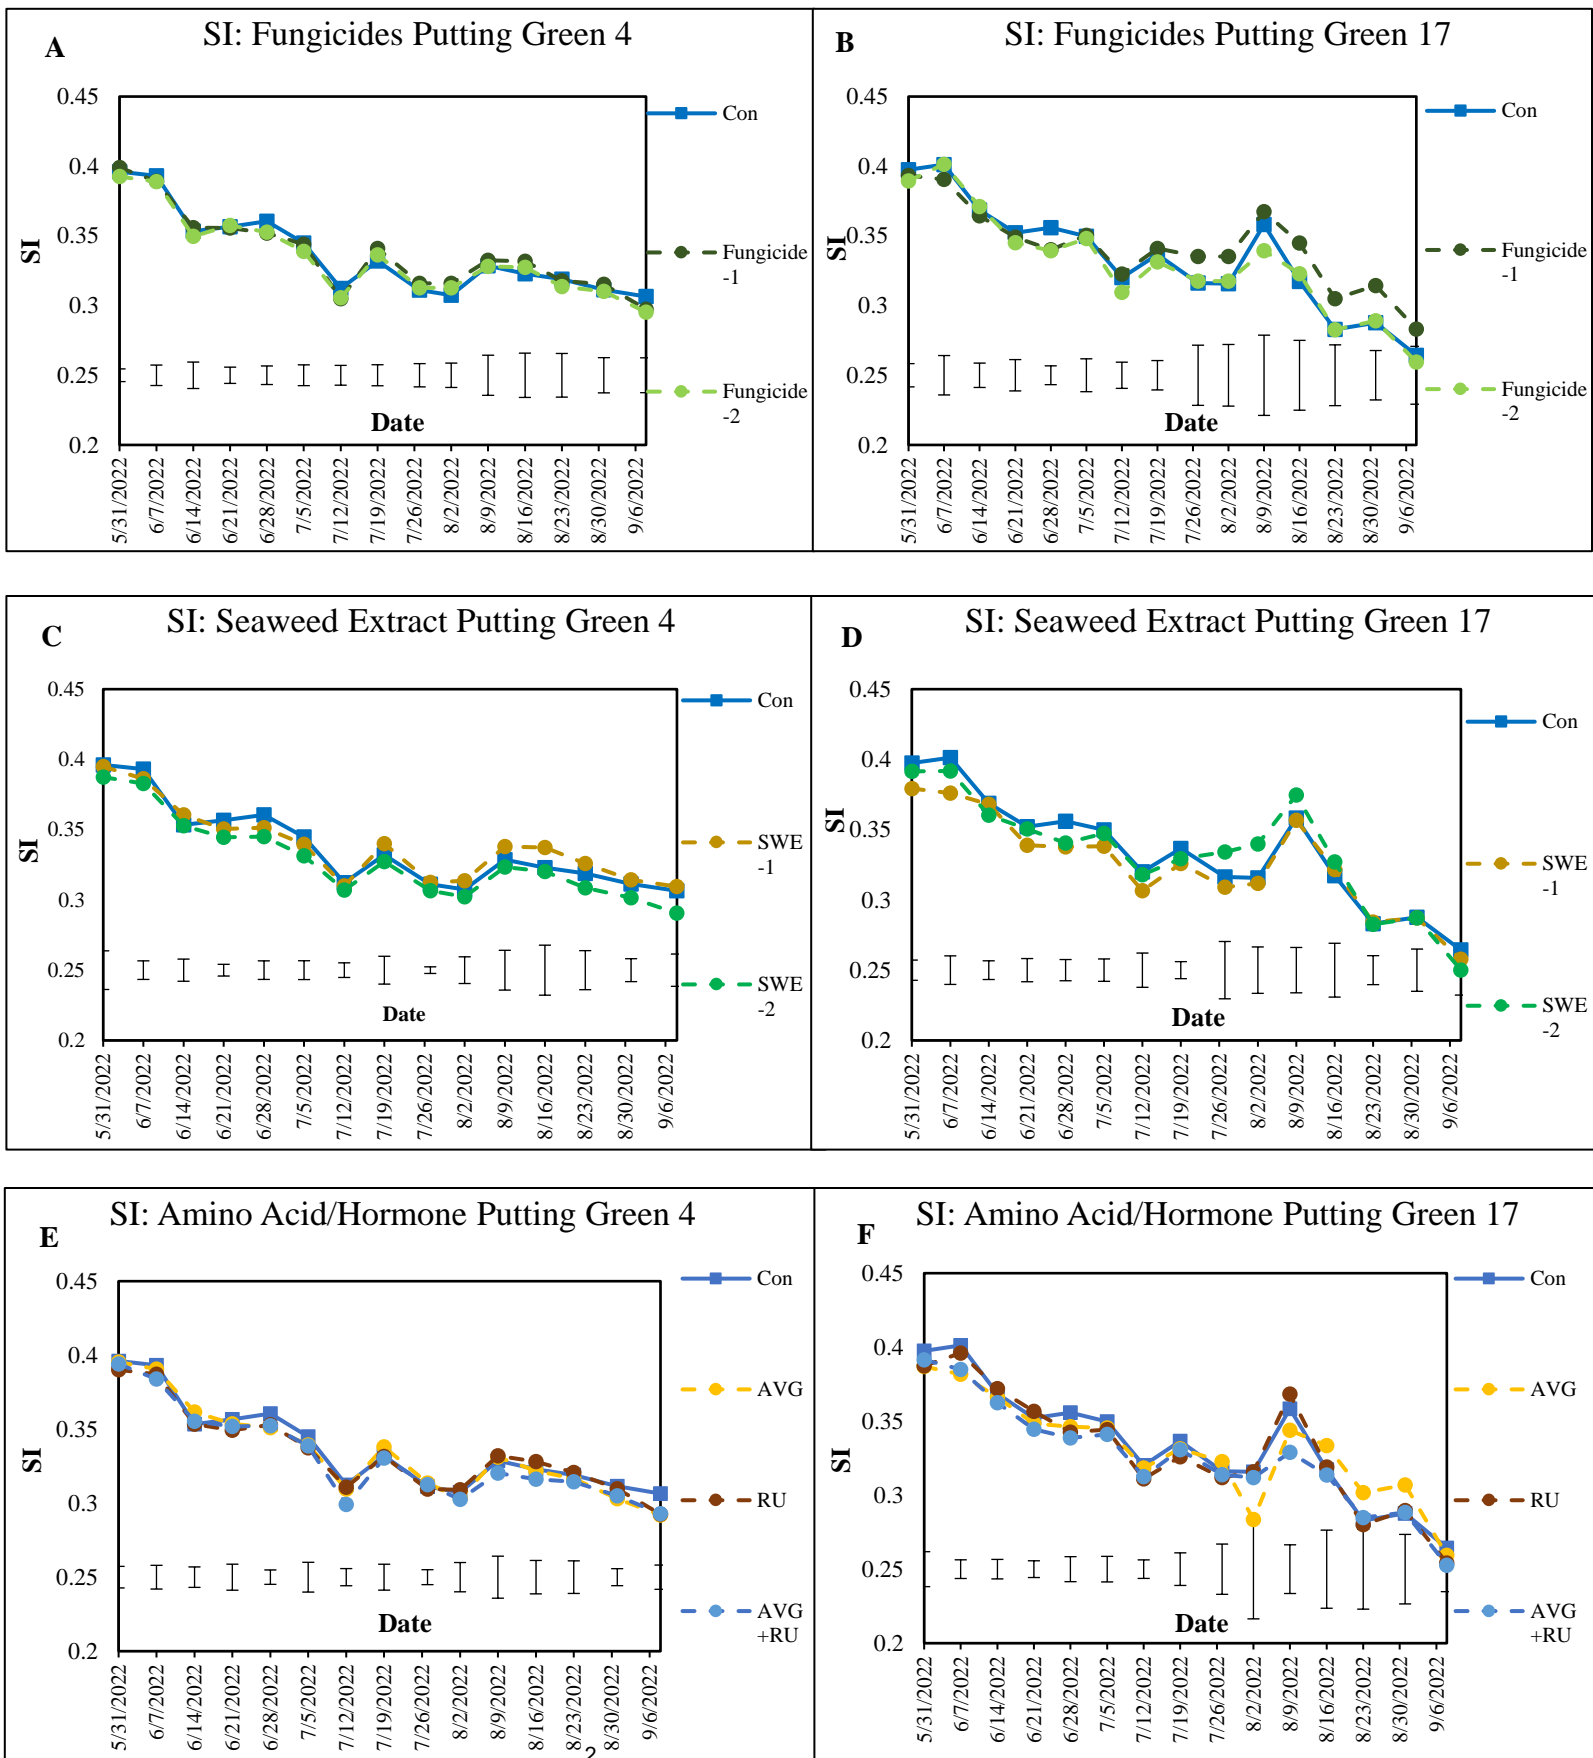 A
SI: Fungicides Putting Green 4
0.45
0.4
0.35
0.3
0.25
0.2
SI
Date
5/31/2022
6/7/2022
6/14/2022
6/21/2022
6/28/2022
7/5/2022
7/12/2022
7/19/2022
7/26/2022
8/2/2022
8/9/2022
8/16/2022
8/23/2022
8/30/2022
9/6/2022
Con
Fungicide
-1
Fungicide
-2
B
SI: Fungicides Putting Green 17
0.45
0.4
0.35
0.3
0.25
0.2
SI
Date
5/31/2022
6/7/2022
6/14/2022
6/21/2022
6/28/2022
7/5/2022
7/12/2022
7/19/2022
7/26/2022
8/2/2022
8/9/2022
8/16/2022
8/23/2022
8/30/2022
9/6/2022
Con
Fungicide
-1
Fungicide
-2
C
SI: Seaweed Extract Putting Green 4
0.45
0.4
0.35
0.3
0.25
0.2
SI
Date
5/31/2022
6/7/2022
6/14/2022
6/21/2022
6/28/2022
7/5/2022
7/12/2022
7/19/2022
7/26/2022
8/2/2022
8/9/2022
8/16/2022
8/23/2022
8/30/2022
9/6/2022
Con
SWE
-1
SWE
-2
D
SI: Seaweed Extract Putting Green 17
0.45
0.4
0.35
0.3
0.25
0.2
SI
Date
5/31/2022
6/7/2022
6/14/2022
6/21/2022
6/28/2022
7/5/2022
7/12/2022
7/19/2022
7/26/2022
8/2/2022
8/9/2022
8/16/2022
8/23/2022
8/30/2022
9/6/2022
Con
SWE
-1
SWE
-2
E
SI: Amino Acid/Hormone Putting Green 4
0.45
0.4
0.35
0.3
0.25
0.2
SI
Date
5/31/2022
6/7/2022
6/14/2022
6/21/2022
6/28/2022
7/5/2022
7/12/2022
7/19/2022
7/26/2022
8/2/2022
8/9/2022
8/16/2022
8/23/2022
8/30/2022
9/6/2022
Con
AVG
RU
AVG
+RU
2
F
SI: Amino Acid/Hormone Putting Green 17
0.45
0.4
0.35
0.3
0.25
0.2
SI
Date
5/31/2022
6/7/2022
6/14/2022
6/21/2022
6/28/2022
7/5/2022
7/12/2022
7/19/2022
7/26/2022
8/2/2022
8/9/2022
8/16/2022
8/23/2022
8/30/2022
9/6/2022
Con
AVG
RU
AVG
+RU